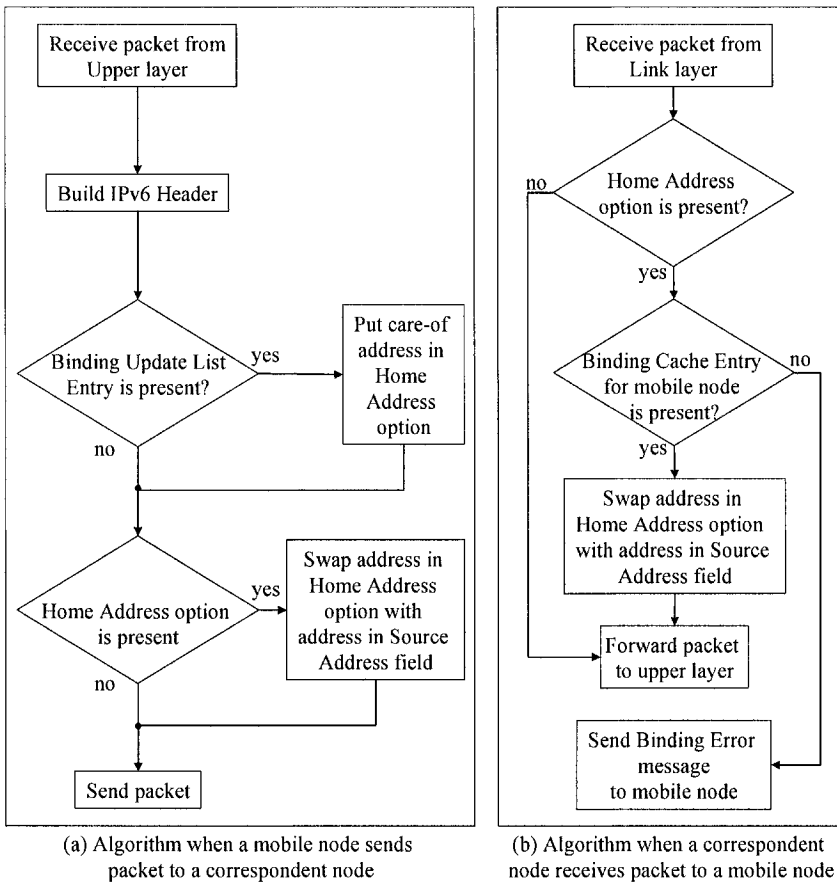 Receive packet from
Upper layer
Build IPv6 Header
Binding Update List
Entry is present?
yes
Put care-of
address in
Home
Address
option
no
Home Address option
is present
yes
Swap address in
Home Address
option with
address in Source
Address field
no
Send packet
(a) Algorithm when a mobile node sends
packet to a correspondent node
Receive packet from
Link layer
no
Home Address
option is present?
yes
Binding Cache Entry
for mobile node
is present?
no
yes
Swap address in
Home Address option
with address in Source
Address field
Forward packet
to upper layer
Send Binding Error
message
to mobile node
(b) Algorithm when a correspondent
node receives packet to a mobile node